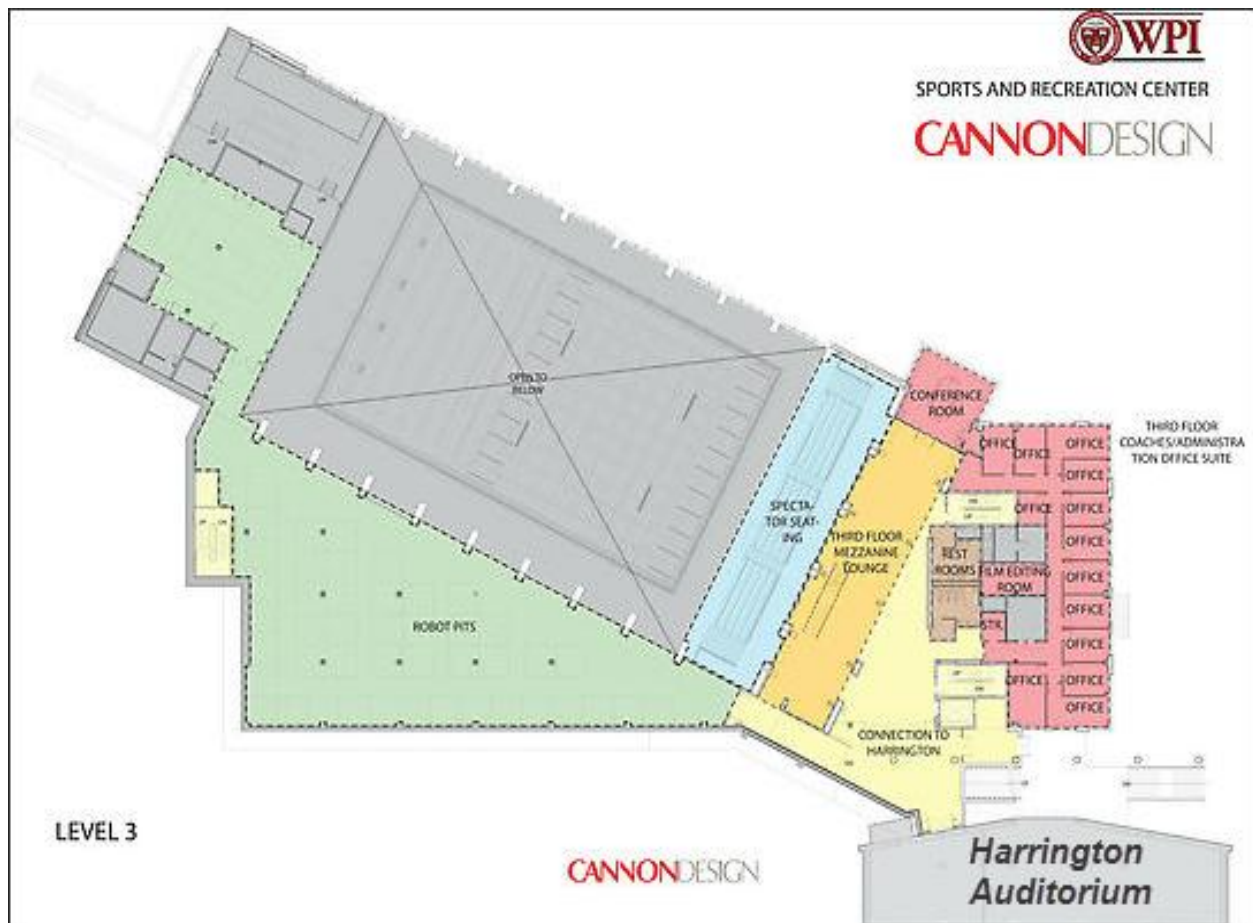 WPI
SPORTS AND RECREATION CENTER
CANNONDESIGN
OPEN TO
BELOW
CONFERENCE
ROOM
THIRD FLOOR
COACHES/ADMINISTRA
TION OFFICE SUITE
OFFICE
OFFICE
OFFICE
OFFICE
OFFICE
OFFICE
OFFICE
OFFICE
OFFICE
OFFICE
OFFICE
OFFICE
OFFICE
SPECTA-
TOR SEAT-
ING
THIRD FLOOR
MEZZANINE
LOUNGE
REST
ROOMS
FILM EDITING
ROOM
STR.
ROBOT PITS
CONNECTION TO
HARRINGTON
LEVEL 3
CANNONDESIGN
Harrington
Auditorium